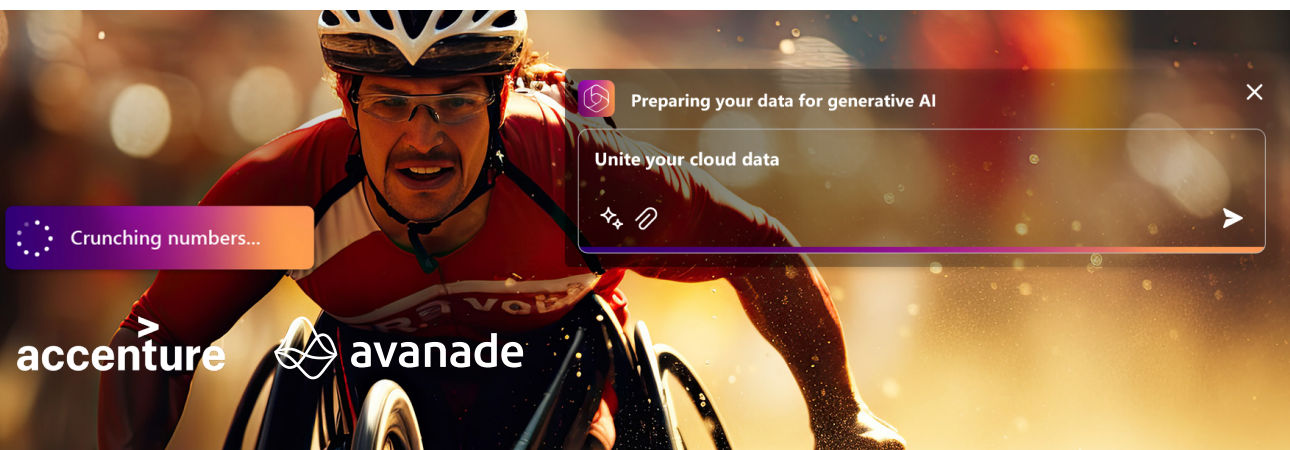 Preparing your data for generative AI
Unite your cloud data
Crunching numbers...
accenture
avanade